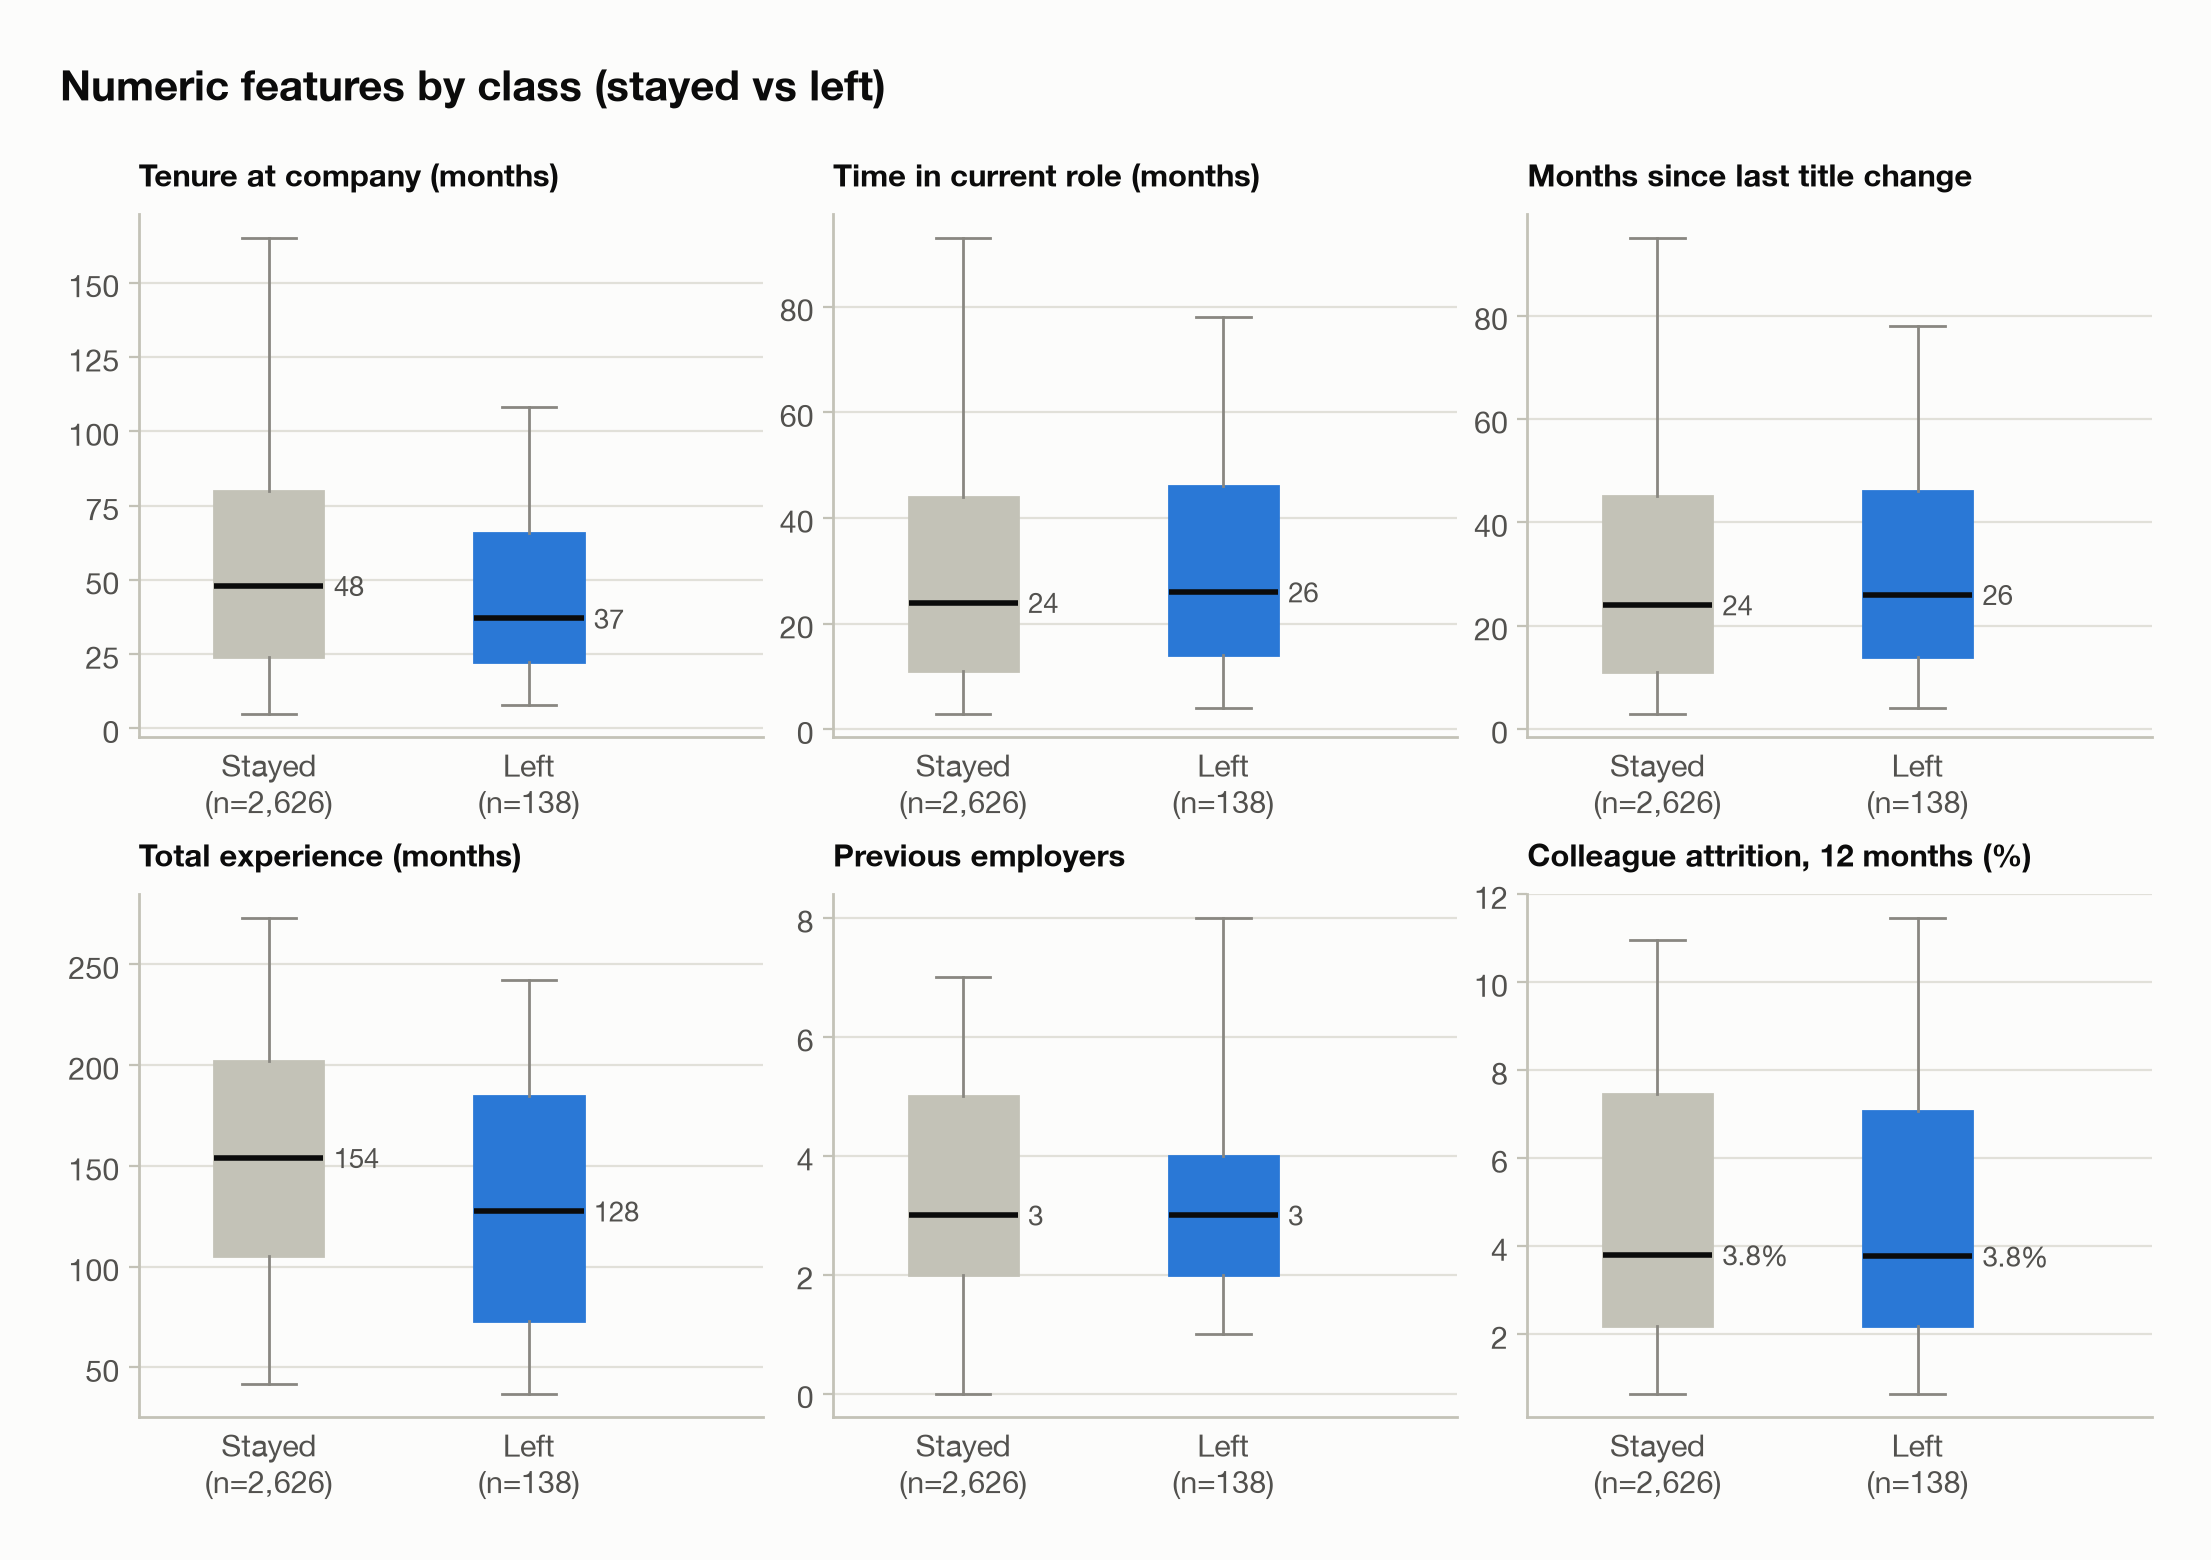 Numeric features by class (stayed vs left)
Tenure at company (months)
150
125
100
75
50
25
0
48
37
Stayed
(n=2,626)
Left
(n=138)
Time in current role (months)
80
60
40
20
0
24
26
Stayed
(n=2,626)
Left
(n=138)
Months since last title change
80
60
40
20
0
24
26
Stayed
(n=2,626)
Left
(n=138)
Total experience (months)
250
200
150
100
50
154
128
Stayed
(n=2,626)
Left
(n=138)
Previous employers
8
6
4
2
0
3
3
Stayed
(n=2,626)
Left
(n=138)
Colleague attrition, 12 months (%)
12
10
8
6
4
2
3.8%
3.8%
Stayed
(n=2,626)
Left
(n=138)